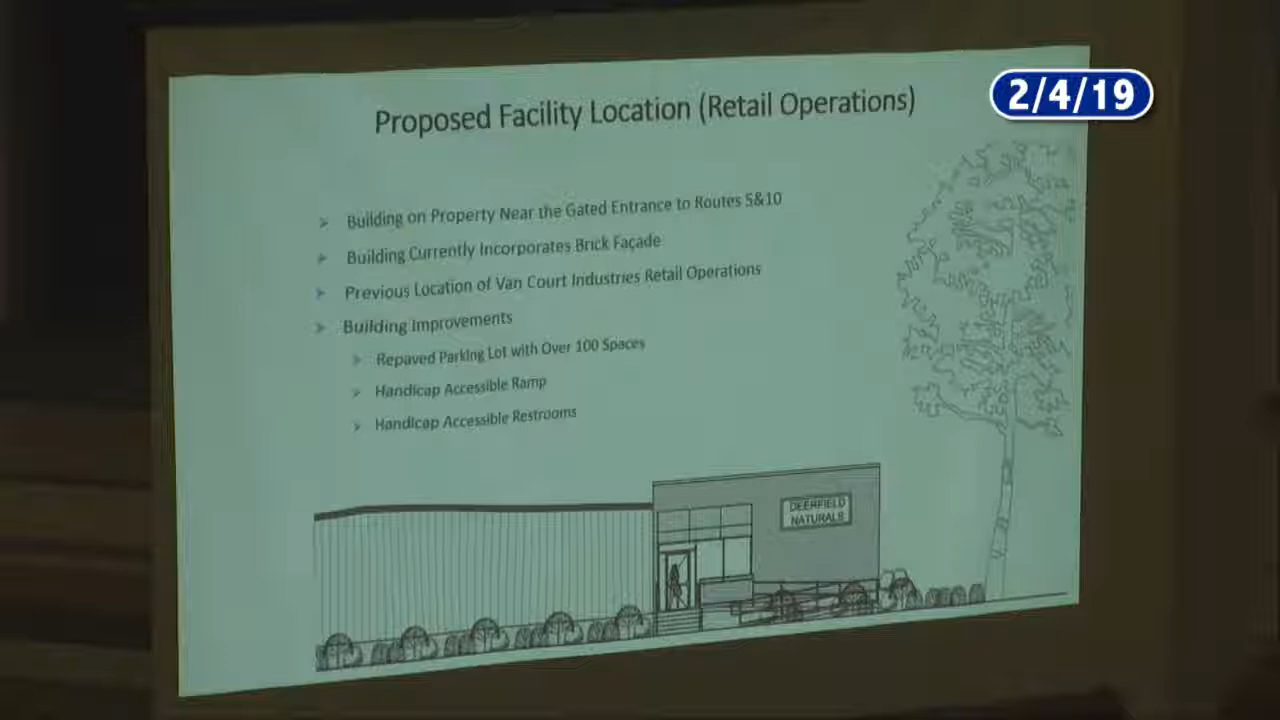 2/4/19
Proposed Facility Location (Retail Operations)
Building on Property Near the Gated Entrance to Routes 5&10
Building Currently Incorporates Brick Façade
Previous Location of Van Court Industries Retail Operations
Building Improvements
Repaved Parking Lot with Over 100 Spaces
Handicap Accessible Ramp
Handicap Accessible Restrooms
DEERFIELD
NATURALS